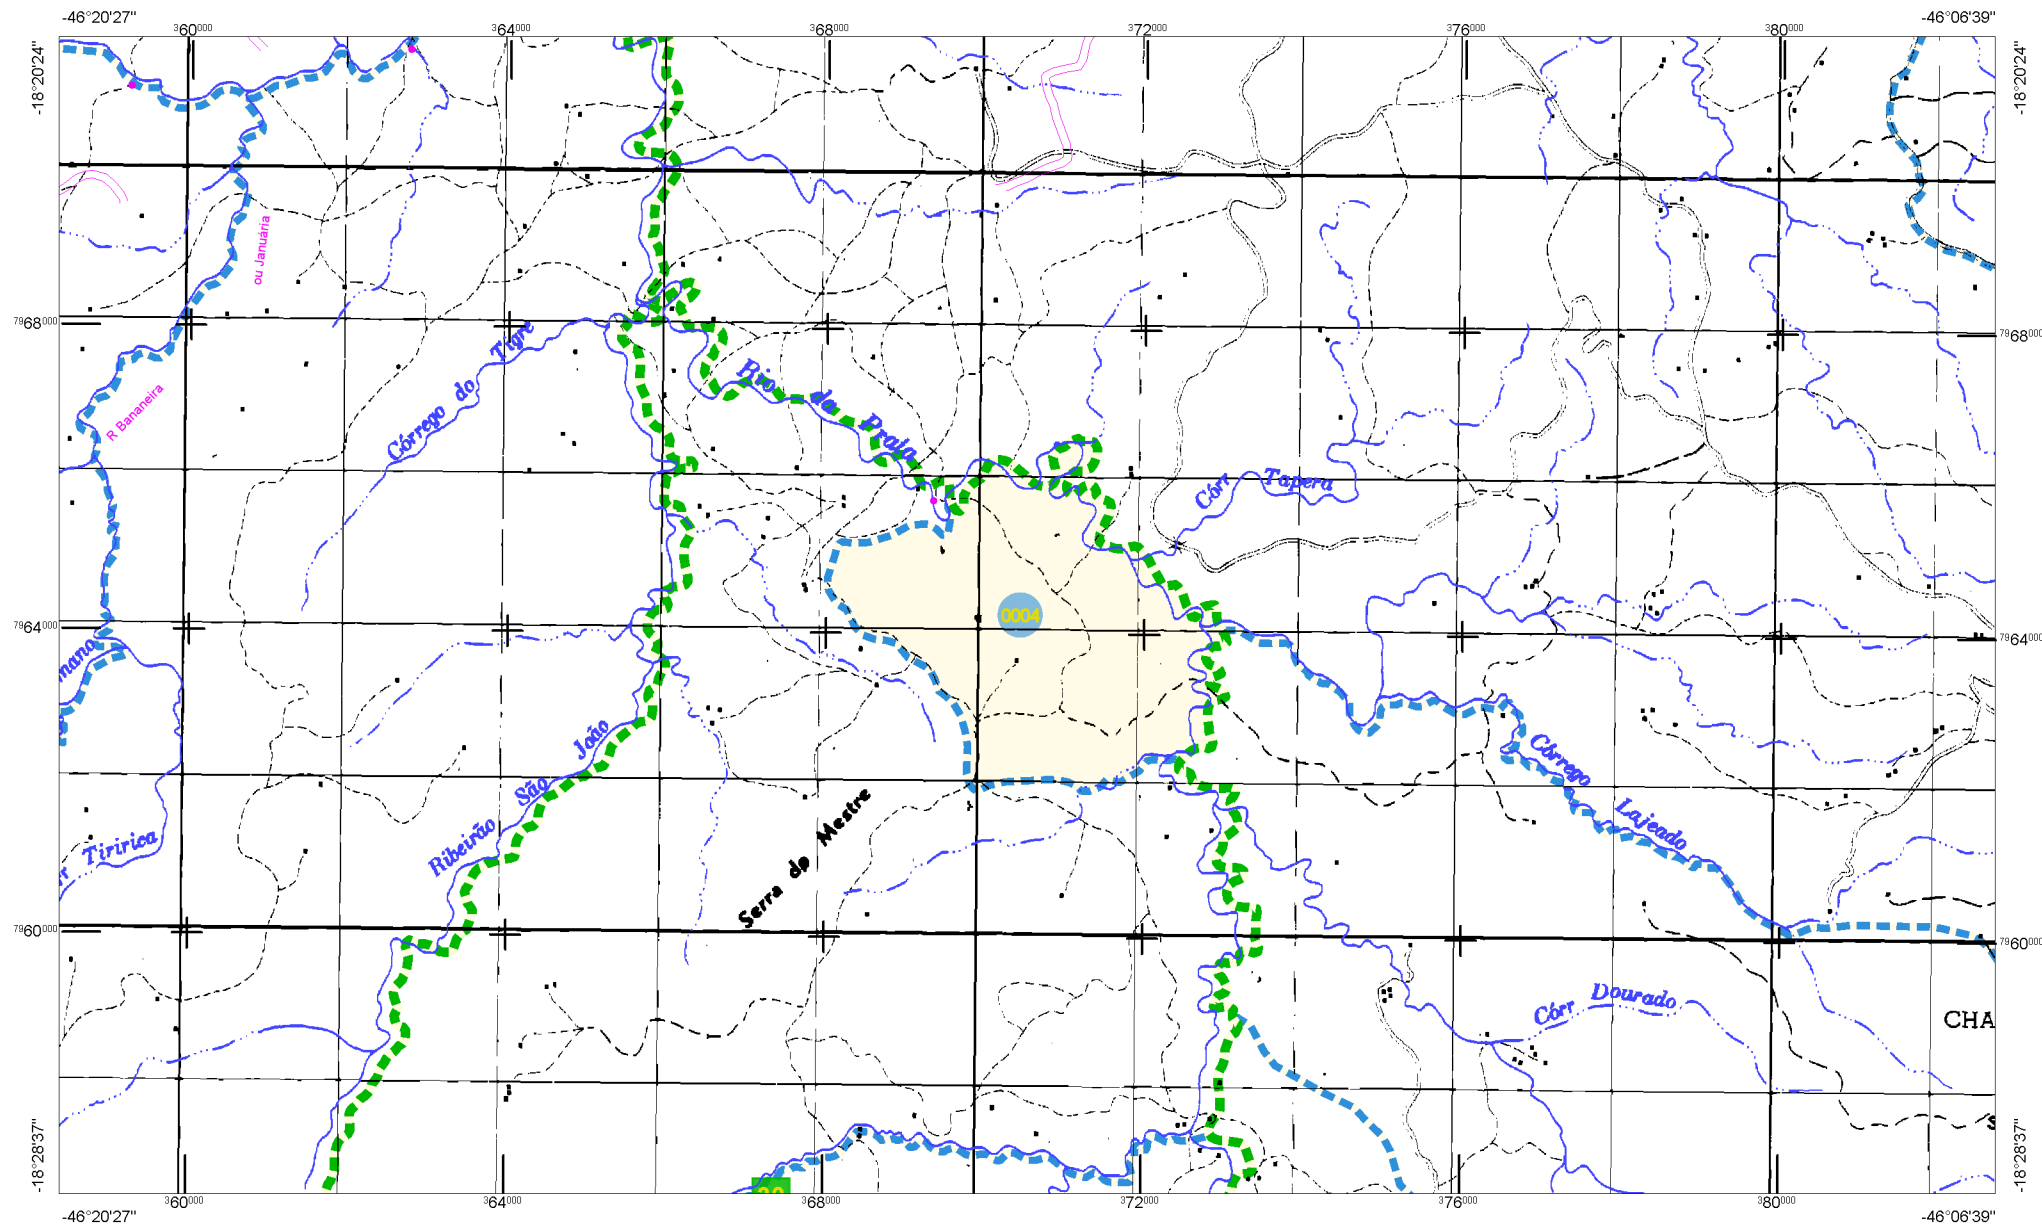 -46°20'27" -46°06'39"
360000 364000 368000 372000 376000 380000
-18°20'24" -18°20'24"
ou Januária
7968000 7968000
Córrego do Tigre
Rio da Prata
R Bananeira
Córr Tapera
0004
7964000 7964000
mano
Ribeirão São João
Córrego Lajeado
Serra do Mestre
rr Tiririca
7960000 7960000
Córr Dourado
CHA
S
-18°28'37" -18°28'37"
360000 364000 368000 372000 376000 380000
-46°20'27" -46°06'39"